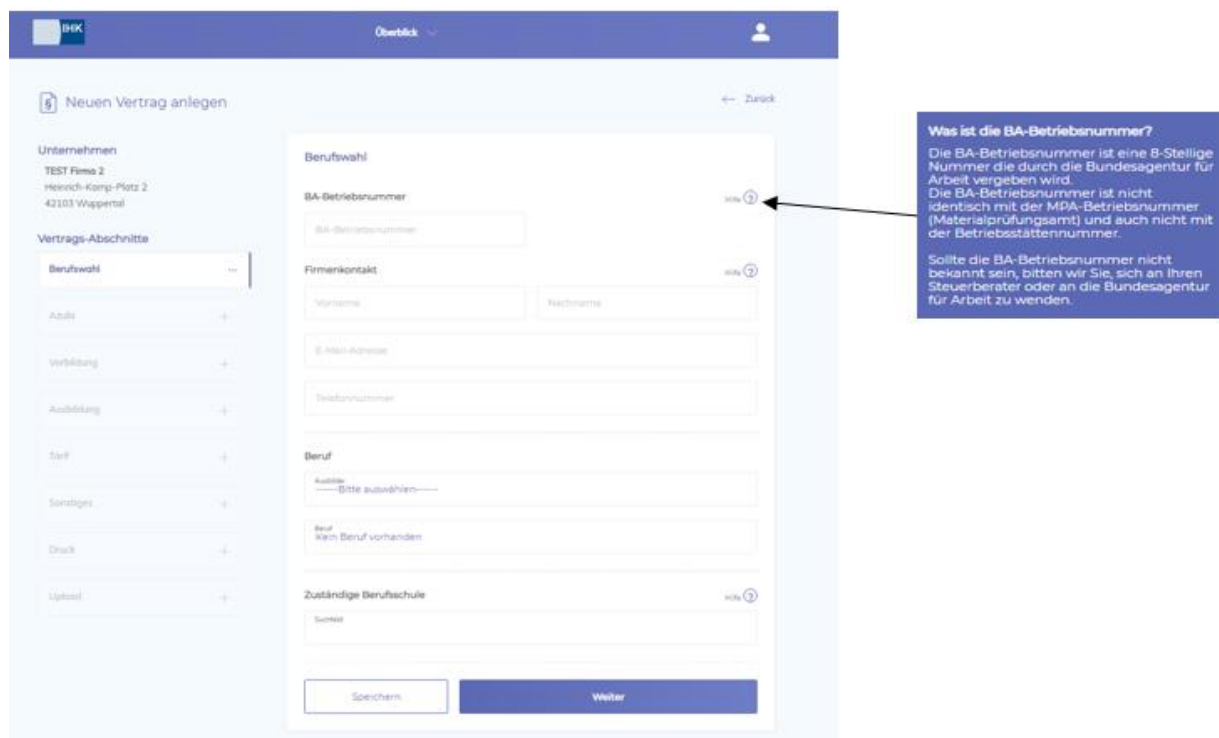 IHK
Überblick
Neuen Vertrag anlegen
Zurück
Unternehmen
TEST Firma 2
Heinrich-Kamp-Platz 2
42103 Wuppertal
Vertrags-Abschnitte
Berufswahl
Azubi
Vorbildung
Ausbildung
Tarif
Sonstiges
Druck
Upload
Berufswahl
BA-Betriebsnummer
Hilfe ?
BA-Betriebsnummer
Firmenkontakt
Hilfe ?
Vorname Nachname
E-Mail-Adresse
Telefonnummer
Beruf
Ausbilder
------Bitte auswählen------
Beruf
Kein Beruf vorhanden
Zuständige Berufsschule
Hilfe ?
Suchfeld
Speichern Weiter
Was ist die BA-Betriebsnummer?
Die BA-Betriebsnummer ist eine 8-Stellige
Nummer die durch die Bundesagentur für
Arbeit vergeben wird.
Die BA-Betriebsnummer ist nicht
identisch mit der MPA-Betriebsnummer
(Materialprüfungsamt) und auch nicht mit
der Betriebsstättennummer.
Sollte die BA-Betriebsnummer nicht
bekannt sein, bitten wir Sie, sich an Ihren
Steuerberater oder an die Bundesagentur
für Arbeit zu wenden.